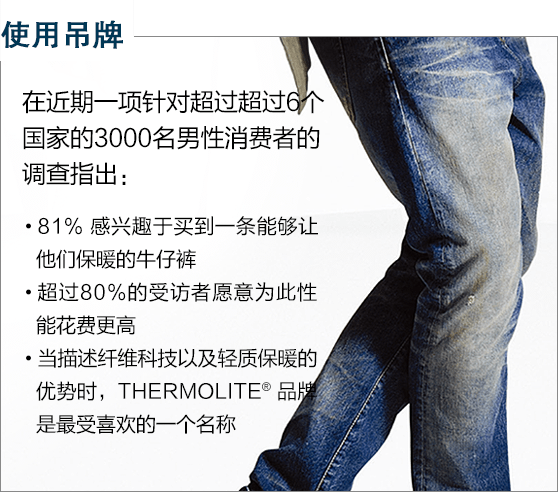 使用吊牌
在近期一项针对超过超过6个
国家的3000名男性消费者的
调查指出：
• 81% 感兴趣于买到一条能够让
他们保暖的牛仔裤
• 超过80%的受访者愿意为此性
能花费更高
• 当描述纤维科技以及轻质保暖的
优势时，THERMOLITE® 品牌
是最受喜欢的一个名称